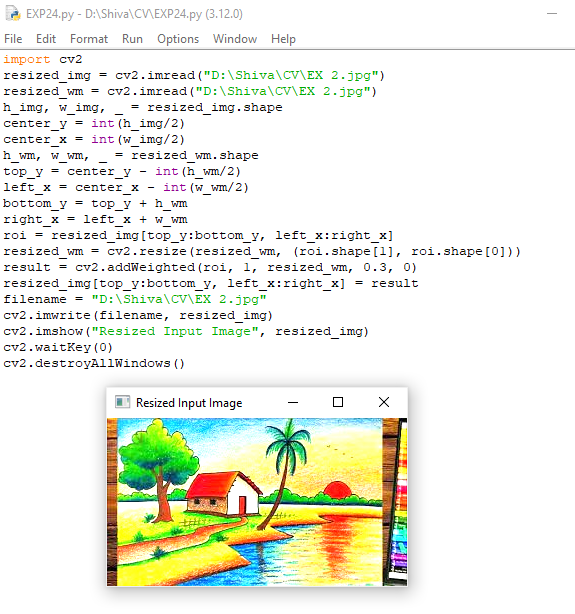 EXP24.py - D:\Shiva\CV\EXP24.py (3.12.0)
File Edit Format Run Options Window Help
import cv2
resized_img = cv2.imread("D:\Shiva\CV\EX 2.jpg")
resized_wm = cv2.imread("D:\Shiva\CV\EX 2.jpg")
h_img, w_img, _ = resized_img.shape
center_y = int(h_img/2)
center_x = int(w_img/2)
h_wm, w_wm, _ = resized_wm.shape
top_y = center_y - int(h_wm/2)
left_x = center_x - int(w_wm/2)
bottom_y = top_y + h_wm
right_x = left_x + w_wm
roi = resized_img[top_y:bottom_y, left_x:right_x]
resized_wm = cv2.resize(resized_wm, (roi.shape[1], roi.shape[0]))
result = cv2.addWeighted(roi, 1, resized_wm, 0.3, 0)
resized_img[top_y:bottom_y, left_x:right_x] = result
filename = "D:\Shiva\CV\EX 2.jpg"
cv2.imwrite(filename, resized_img)
cv2.imshow("Resized Input Image", resized_img)
cv2.waitKey(0)
cv2.destroyAllWindows()
Resized Input Image